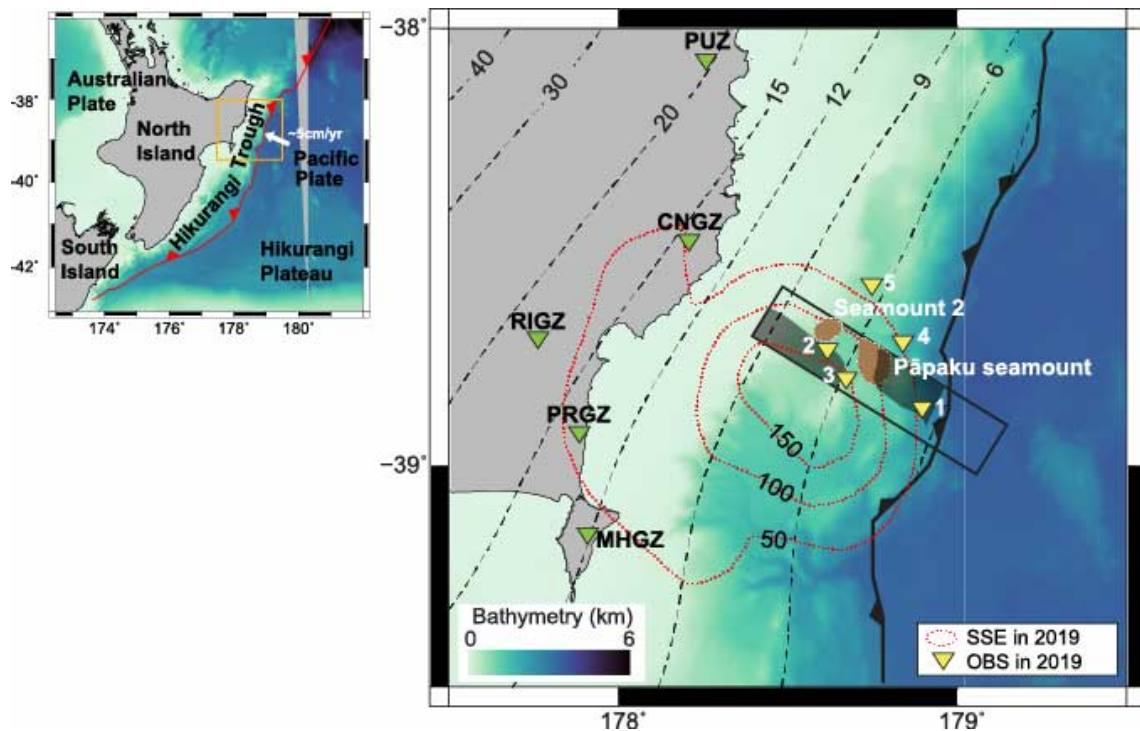 Australian
Plate
North
Island
South
Island
Hikurangi Trough
~5cm/yr
Pacific
Plate
Hikurangi
Plateau
-38˚
-40˚
-42˚
174˚
176˚
178˚
180˚
−38˚
−39˚
178˚
179˚
40
30
20
15
12
9
6
PUZ
CNGZ
RIGZ
PRGZ
MHGZ
5
Seamount 2
4
2
Pāpaku seamount
3
1
150
100
50
Bathymetry (km)
0
6
SSE in 2019
OBS in 2019